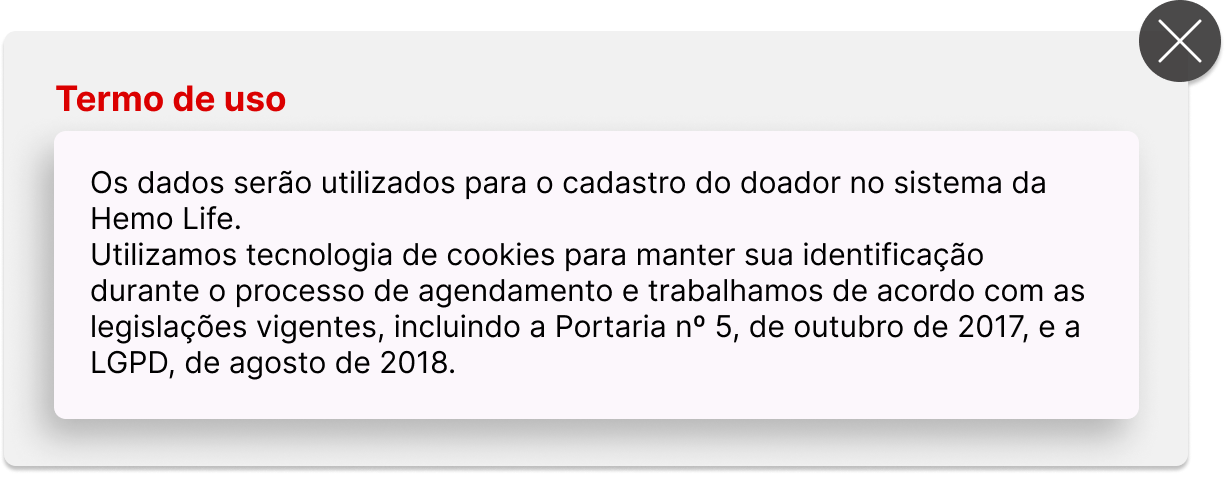 Termo de uso
Os dados serão utilizados para o cadastro do doador no sistema da
Hemo Life.
Utilizamos tecnologia de cookies para manter sua identificação
durante o processo de agendamento e trabalhamos de acordo com as
legislações vigentes, incluindo a Portaria nº 5, de outubro de 2017, e a
LGPD, de agosto de 2018.